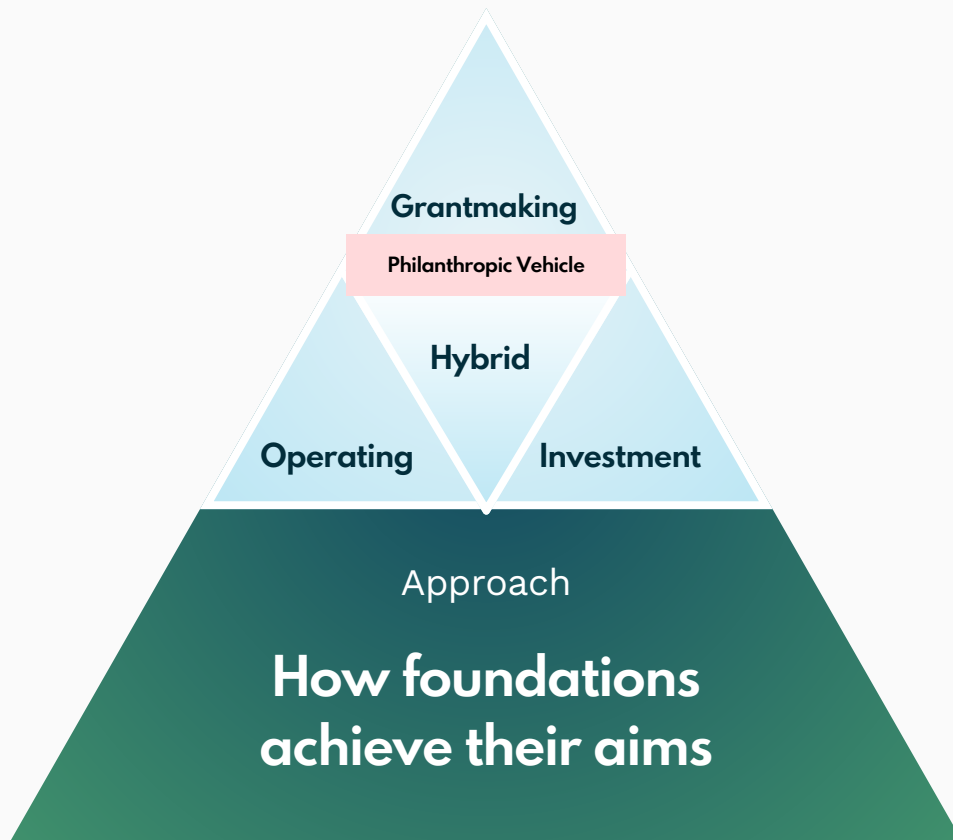 Grantmaking
Philanthropic Vehicle
Hybrid
Operating
Investment
Approach
How foundations
achieve their aims